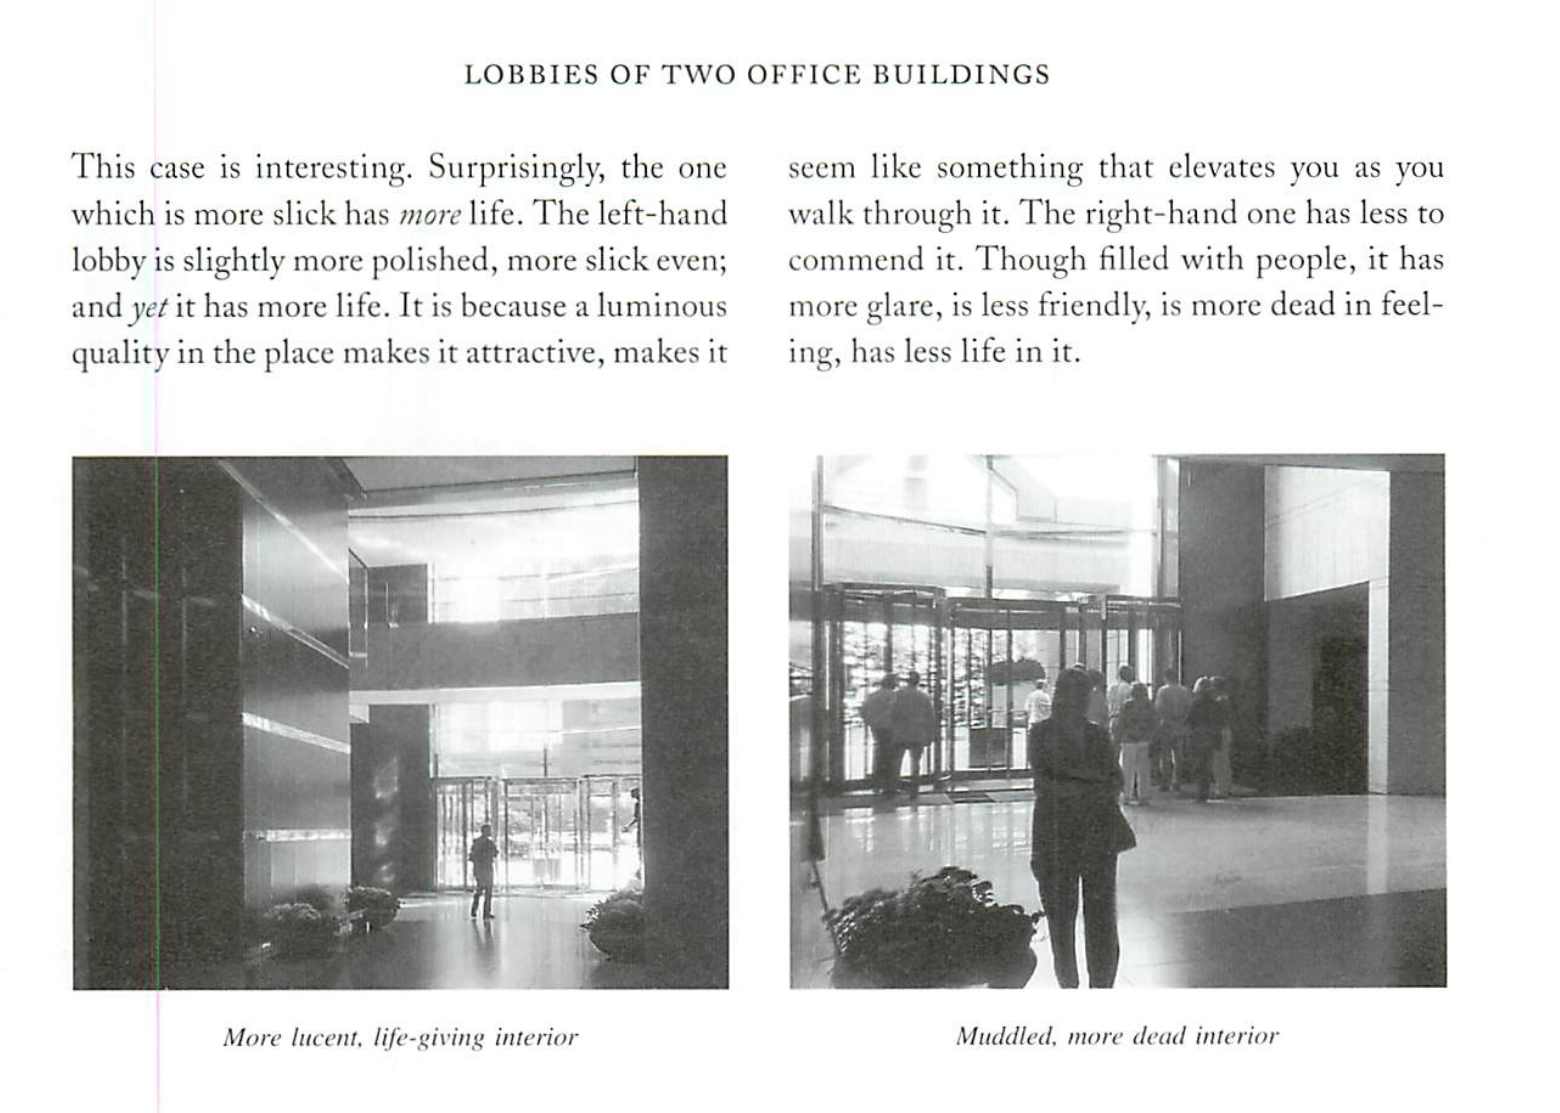 LOBBIES OF TWO OFFICE BUILDINGS
This case is interesting. Surprisingly, the one
which is more slick has more life. The left-hand
lobby is slightly more polished, more slick even;
and yet it has more life. It is because a luminous
quality in the place makes it attractive, makes it
seem like something that elevates you as you
walk through it. The right-hand one has less to
commend it. Though filled with people, it has
more glare, is less friendly, is more dead in feel-
ing, has less life in it.
More lucent, life-giving interior
Muddled, more dead interior